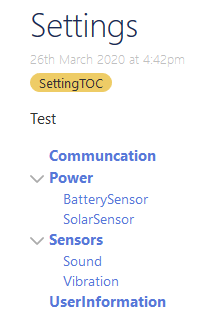 Settings
26th March 2020 at 4:42pm
SettingTOC
Test
Communcation
Power
BatterySensor
SolarSensor
Sensors
Sound
Vibration
UserInformation